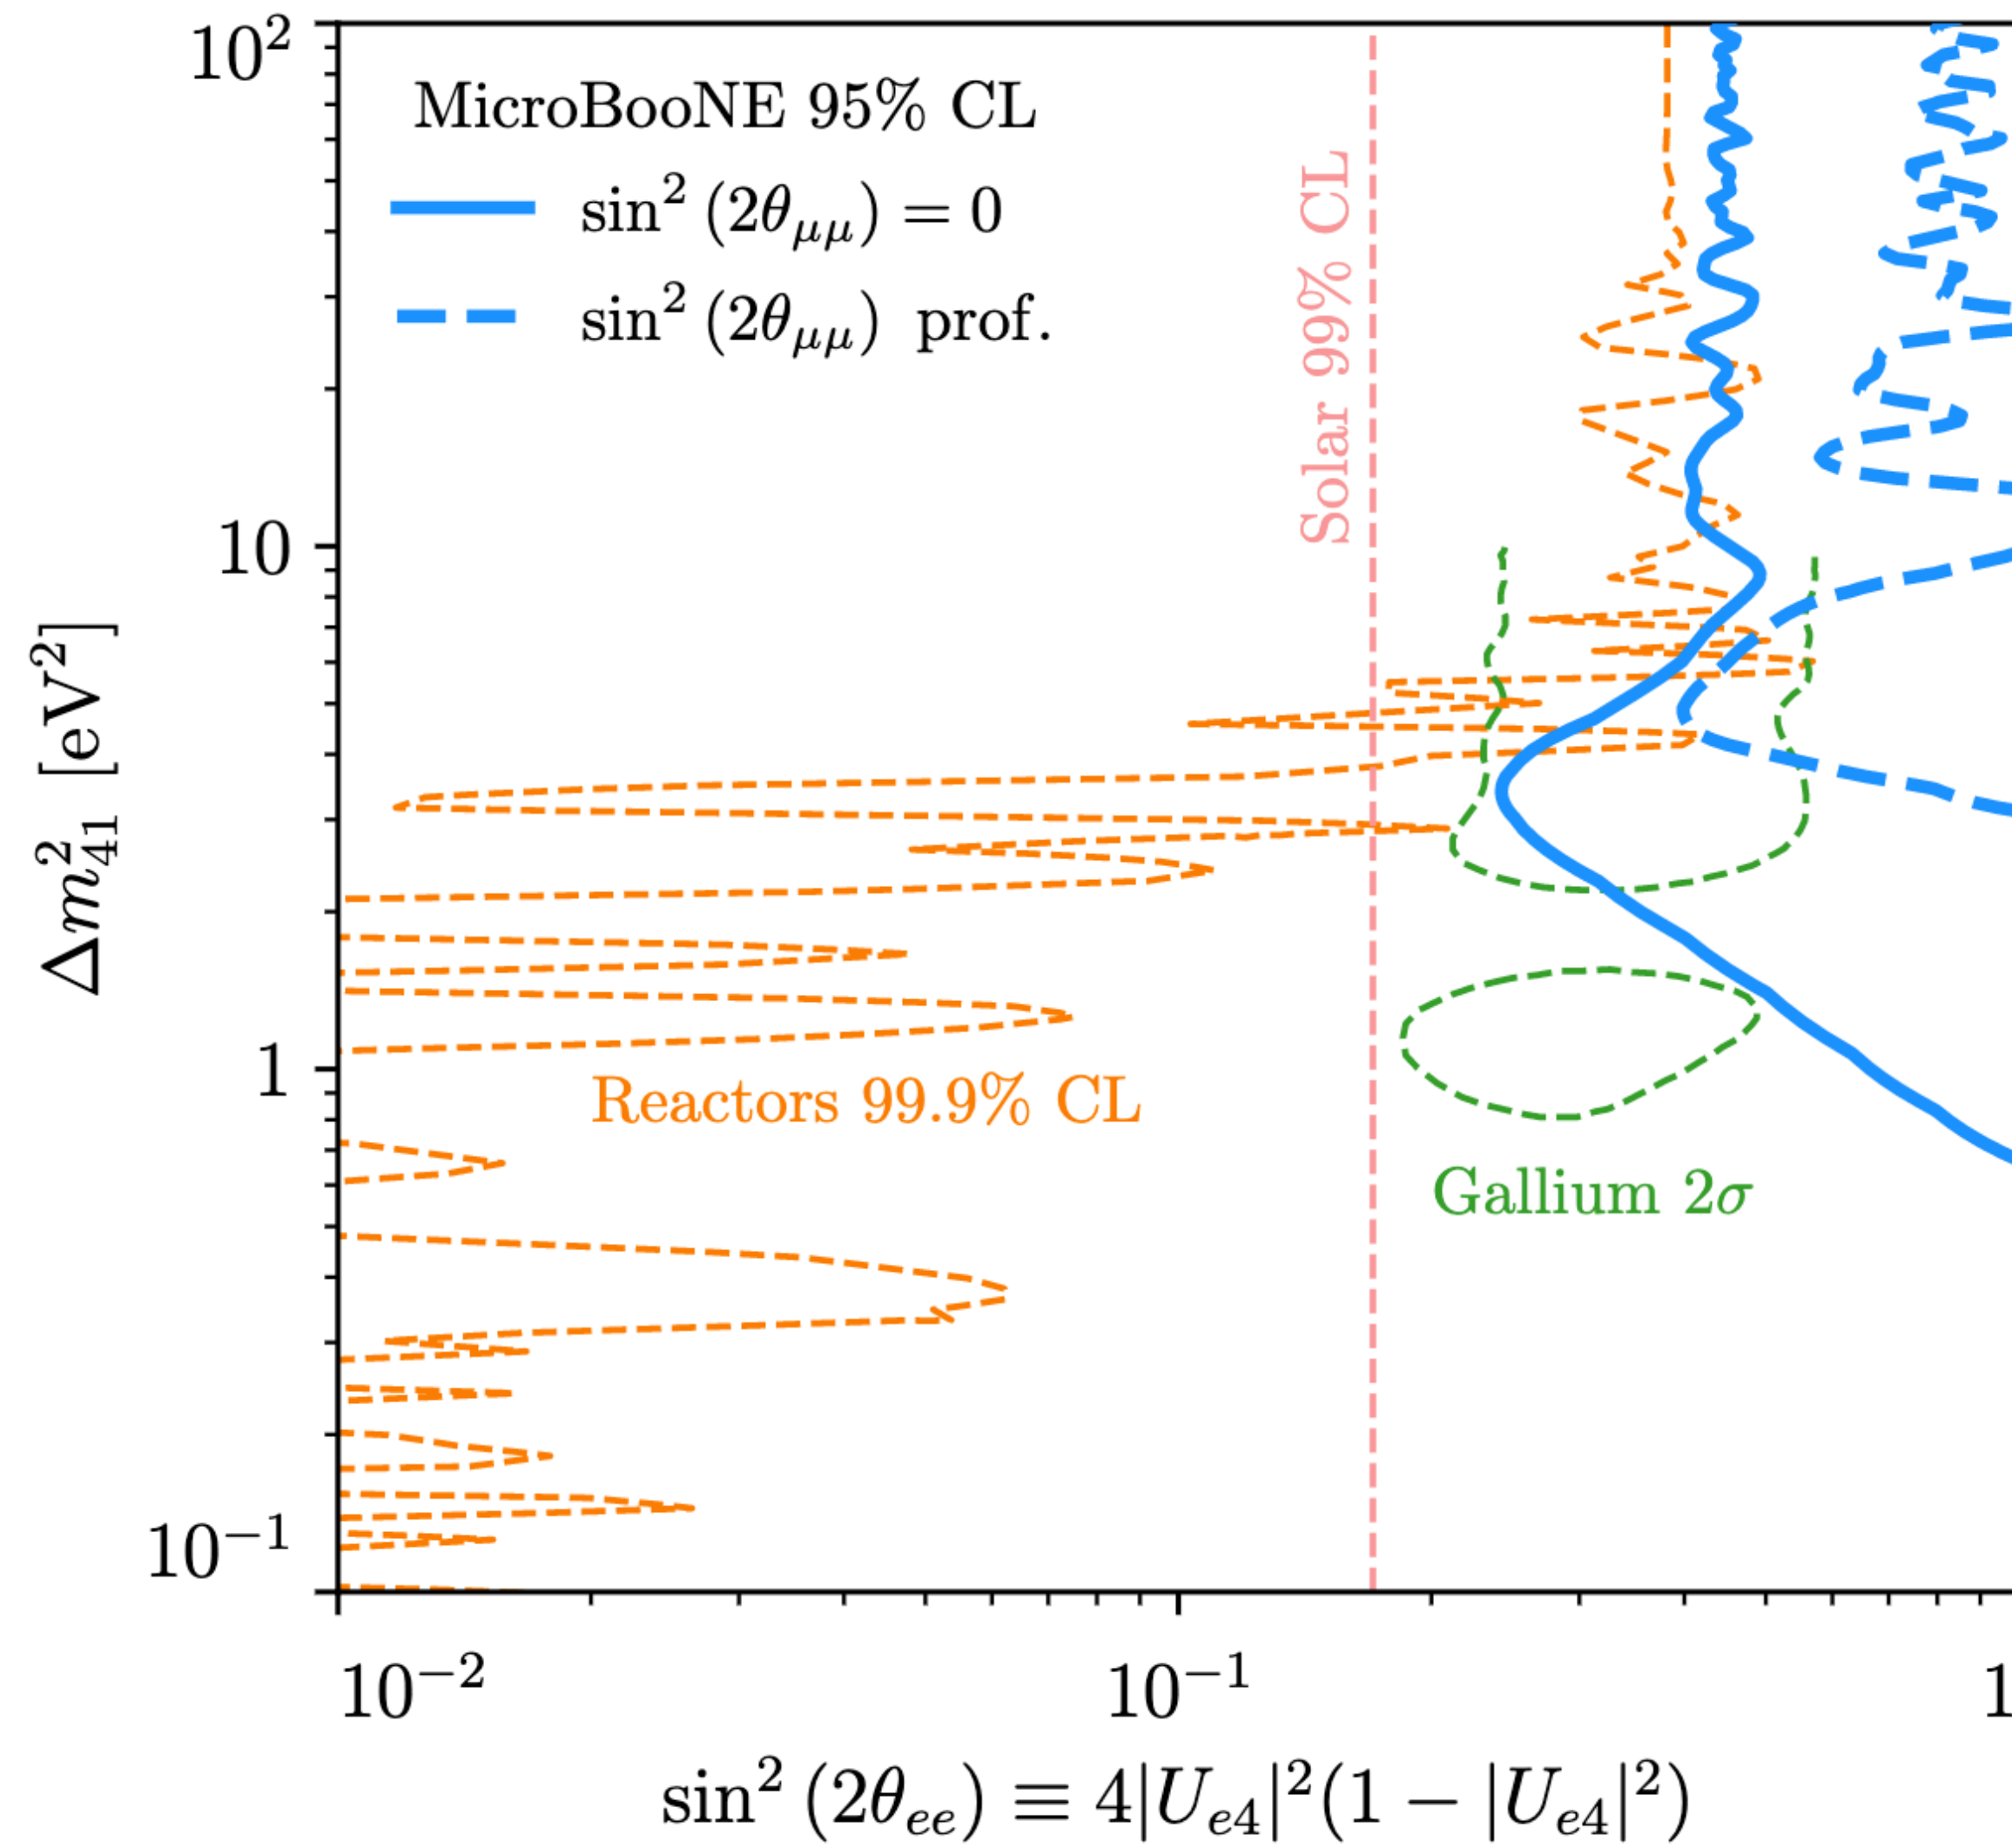 10²
MicroBooNE 95% CL
sin² (2θ_μμ) = 0
sin² (2θ_μμ) prof.
Solar 99% CL
10
Δm²₄₁ [eV²]
1
Reactors 99.9% CL
Gallium 2σ
10⁻¹
10⁻² 10⁻¹ 1
sin² (2θ_ee) ≡ 4|U_e4|²(1 − |U_e4|²)